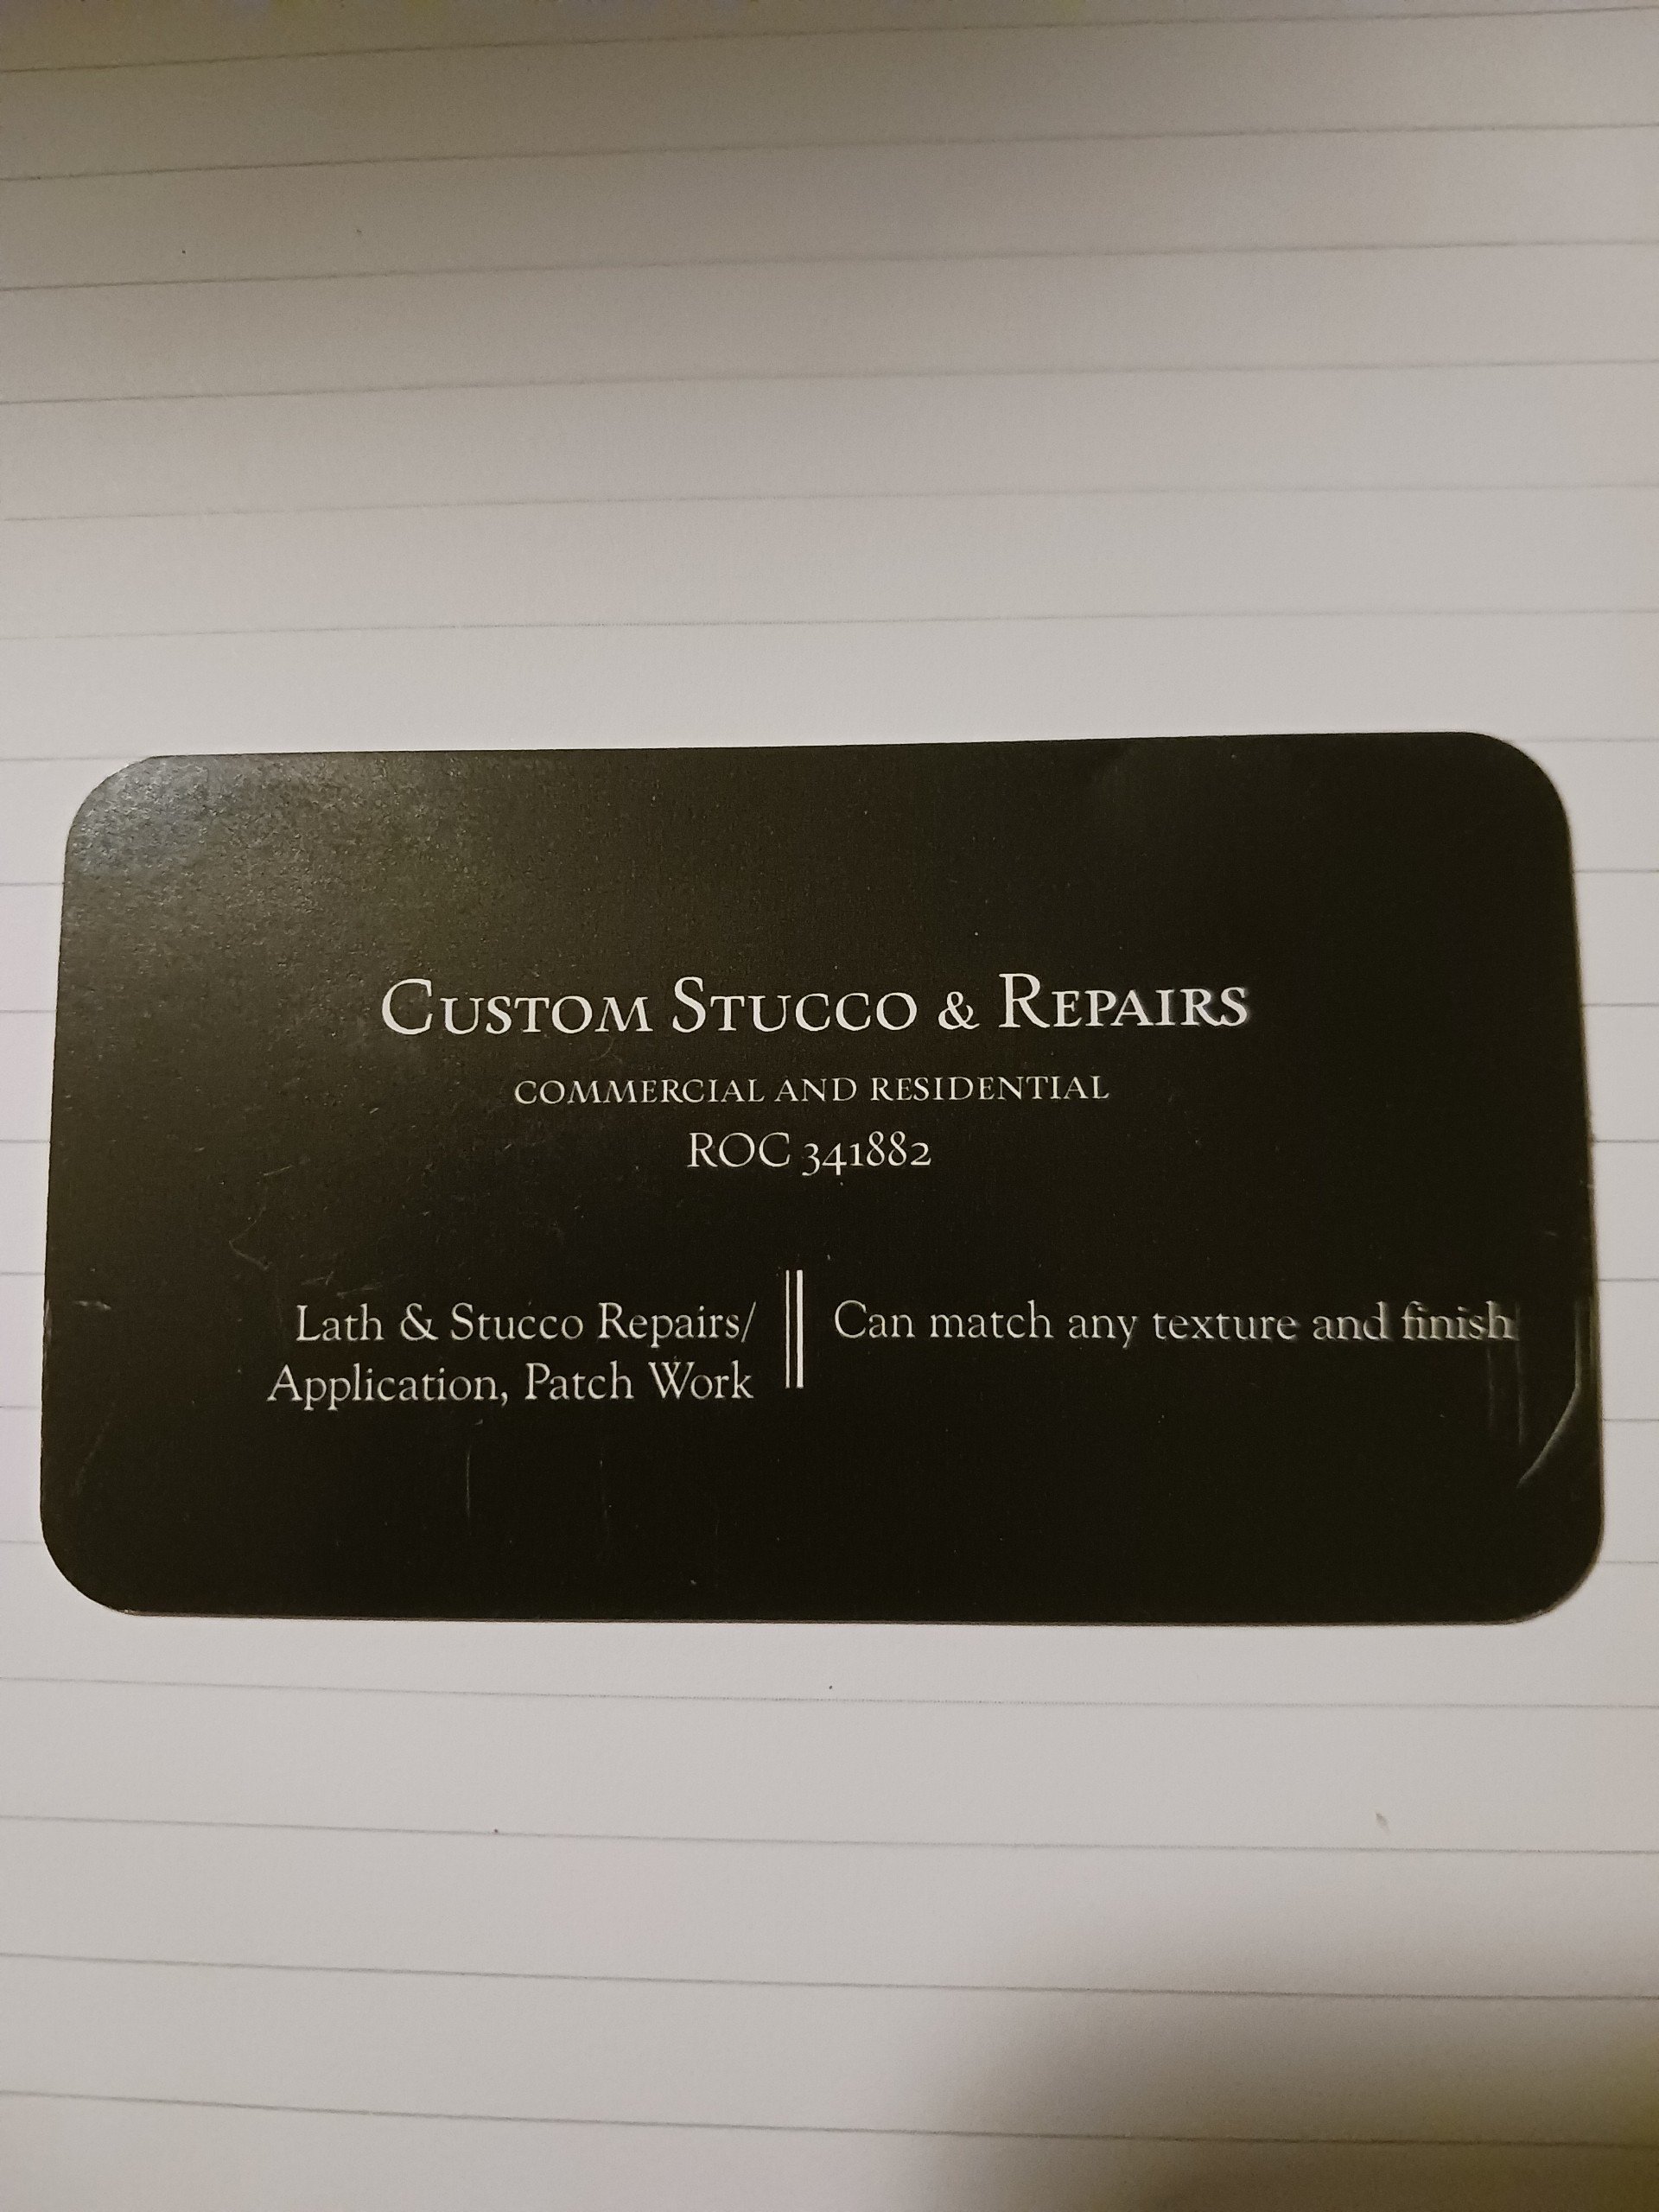 Custom Stucco & Repairs
COMMERCIAL AND RESIDENTIAL
ROC 341882
Lath & Stucco Repairs/
Application, Patch Work
Can match any texture and finish